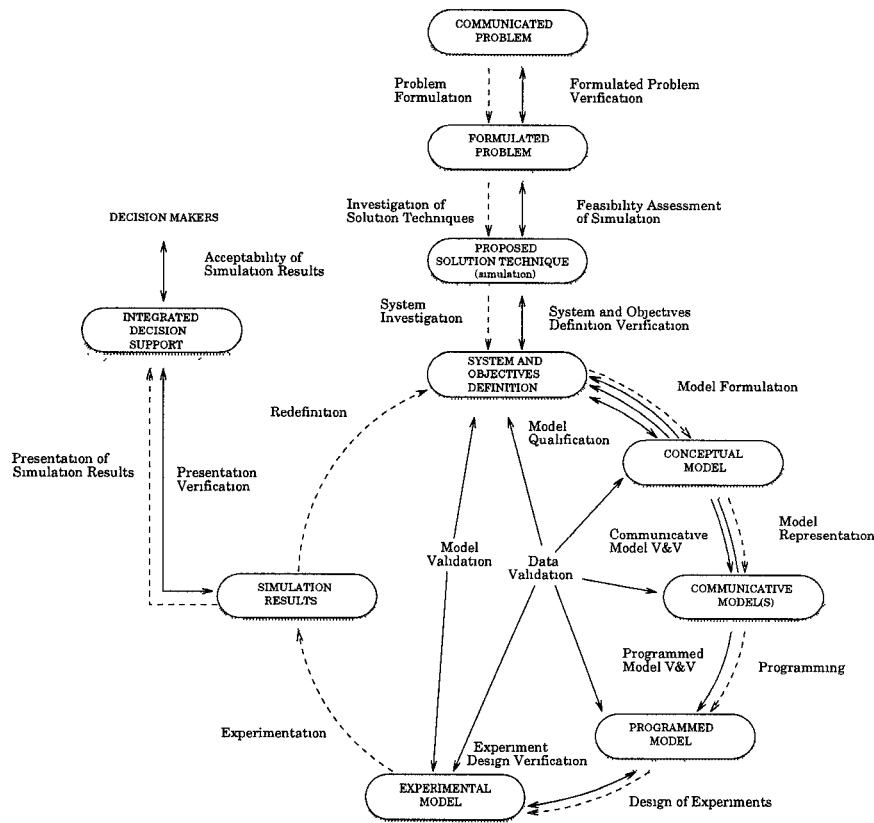 COMMUNICATED
PROBLEM
Problem
Formulation
Formulated Problem
Verification
FORMULATED
PROBLEM
Investigation of
Solution Techniques
Feasibility Assessment
of Simulation
DECISION MAKERS
Acceptability of
Simulation Results
PROPOSED
SOLUTION TECHNIQUE
(simulation)
System
Investigation
System and Objectives
Definition Verification
INTEGRATED
DECISION
SUPPORT
SYSTEM AND
OBJECTIVES
DEFINITION
Model Formulation
Redefinition
Model
Qualification
CONCEPTUAL
MODEL
Presentation of
Simulation Results
Presentation
Verification
Model
Representation
Communicative
Model V&V
Model
Validation
Data
Validation
SIMULATION
RESULTS
COMMUNICATIVE
MODEL(S)
Programmed
Model V&V
Programming
PROGRAMMED
MODEL
Experimentation
Experiment
Design Verification
EXPERIMENTAL
MODEL
Design of Experiments